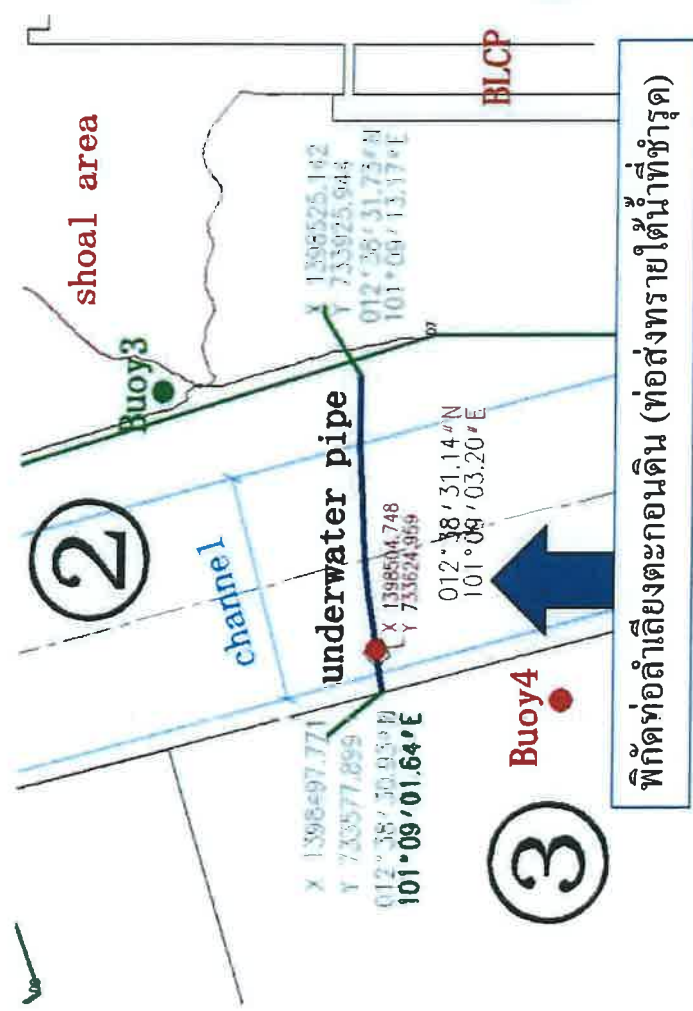 shoal area
BLCP
Buoy3
②
channel
underwater pipe
X 1398525.142
Y 733925.944
012°38'31.73"N
101°09'13.17"E
07
X 1398504.748
Y 733624.959
012°38'31.14"N
101°09'03.20"E
X 1398497.771
Y 733577.899
012°38'30.93"N
101°09'01.64"E
Buoy4
③
พิกัดท่อลำเลียงตะกอนดิน (ท่อส่งทรายใต้น้ำที่ชำรุด)